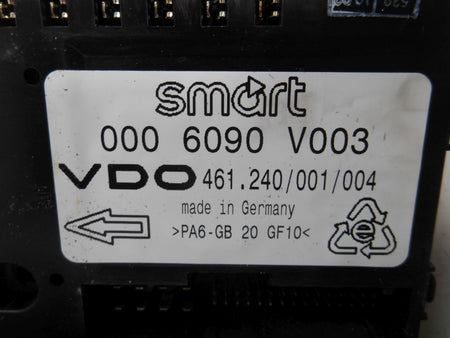 smart
000 6090 V003
VDO 461.240/001/004
made in Germany
>PA6-GB 20 GF10<
e